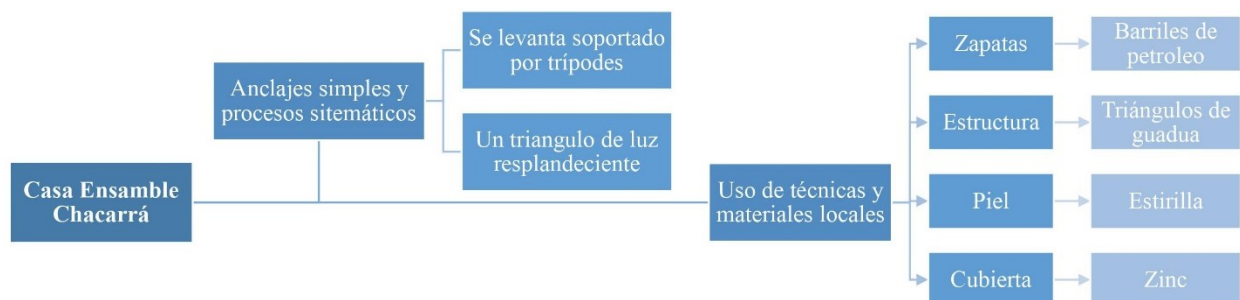 Casa Ensamble
Chacarrá
Anclajes simples y
procesos sitemáticos
Se levanta soportado
por trípodes
Un triangulo de luz
resplandeciente
Uso de técnicas y
materiales locales
Zapatas
Barriles de
petroleo
Estructura
Triángulos de
guadua
Piel
Estirilla
Cubierta
Zinc